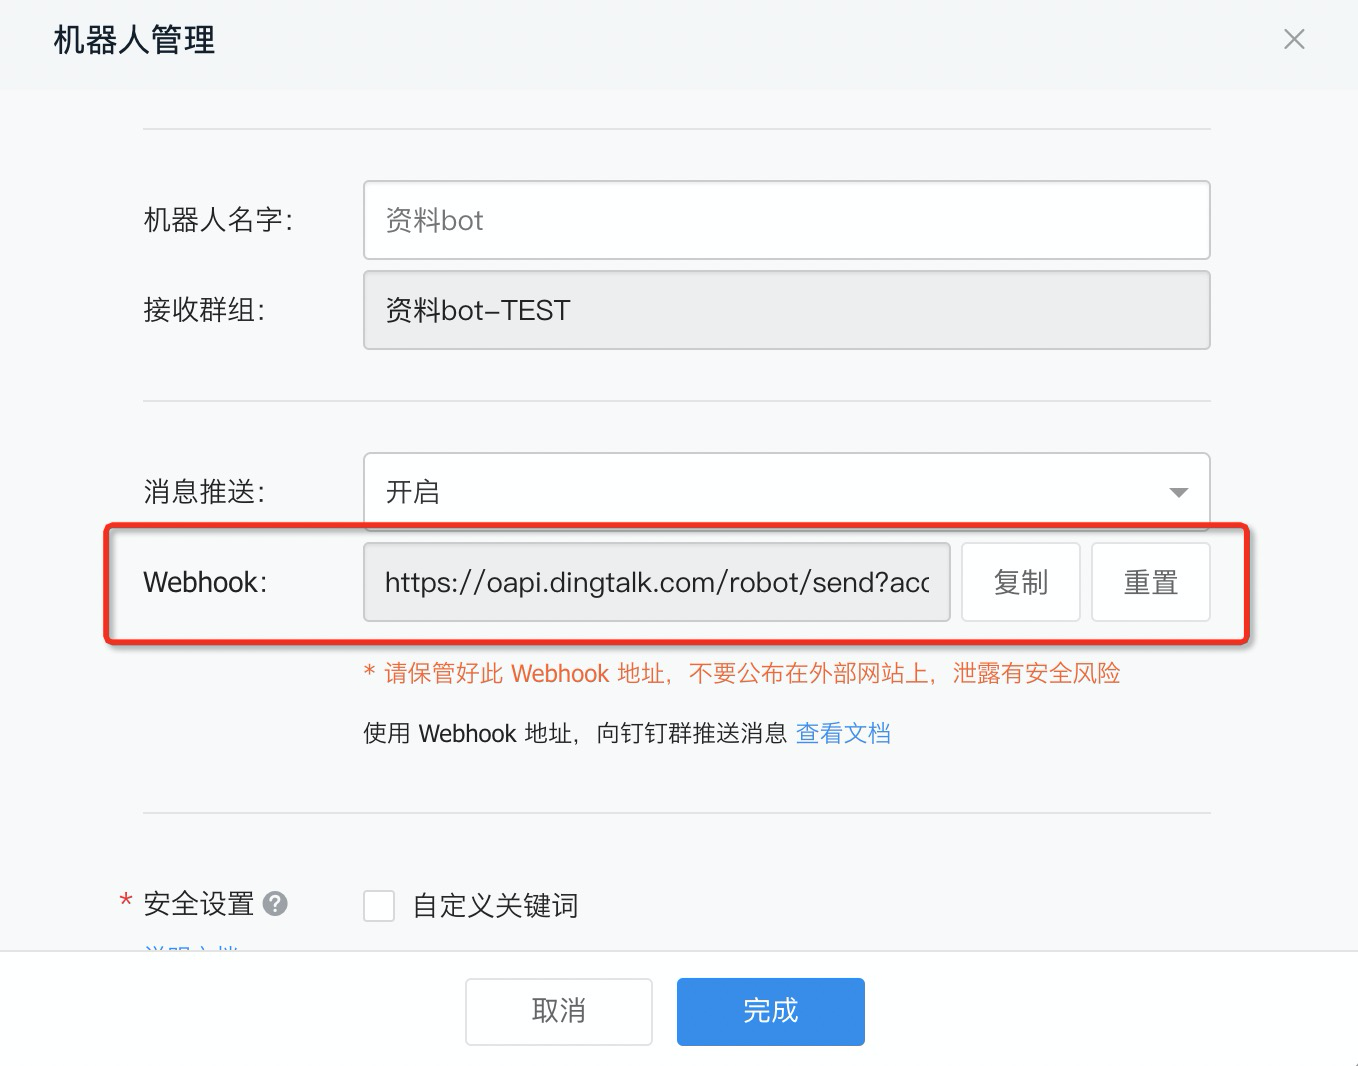 机器人管理
机器人名字：
资料bot
接收群组：
资料bot-TEST
消息推送：
开启
Webhook：
https://oapi.dingtalk.com/robot/send?acc
复制
重置
* 请保管好此 Webhook 地址，不要公布在外部网站上，泄露有安全风险
使用 Webhook 地址，向钉钉群推送消息 查看文档
* 安全设置 ?
自定义关键词
说明文档
取消
完成